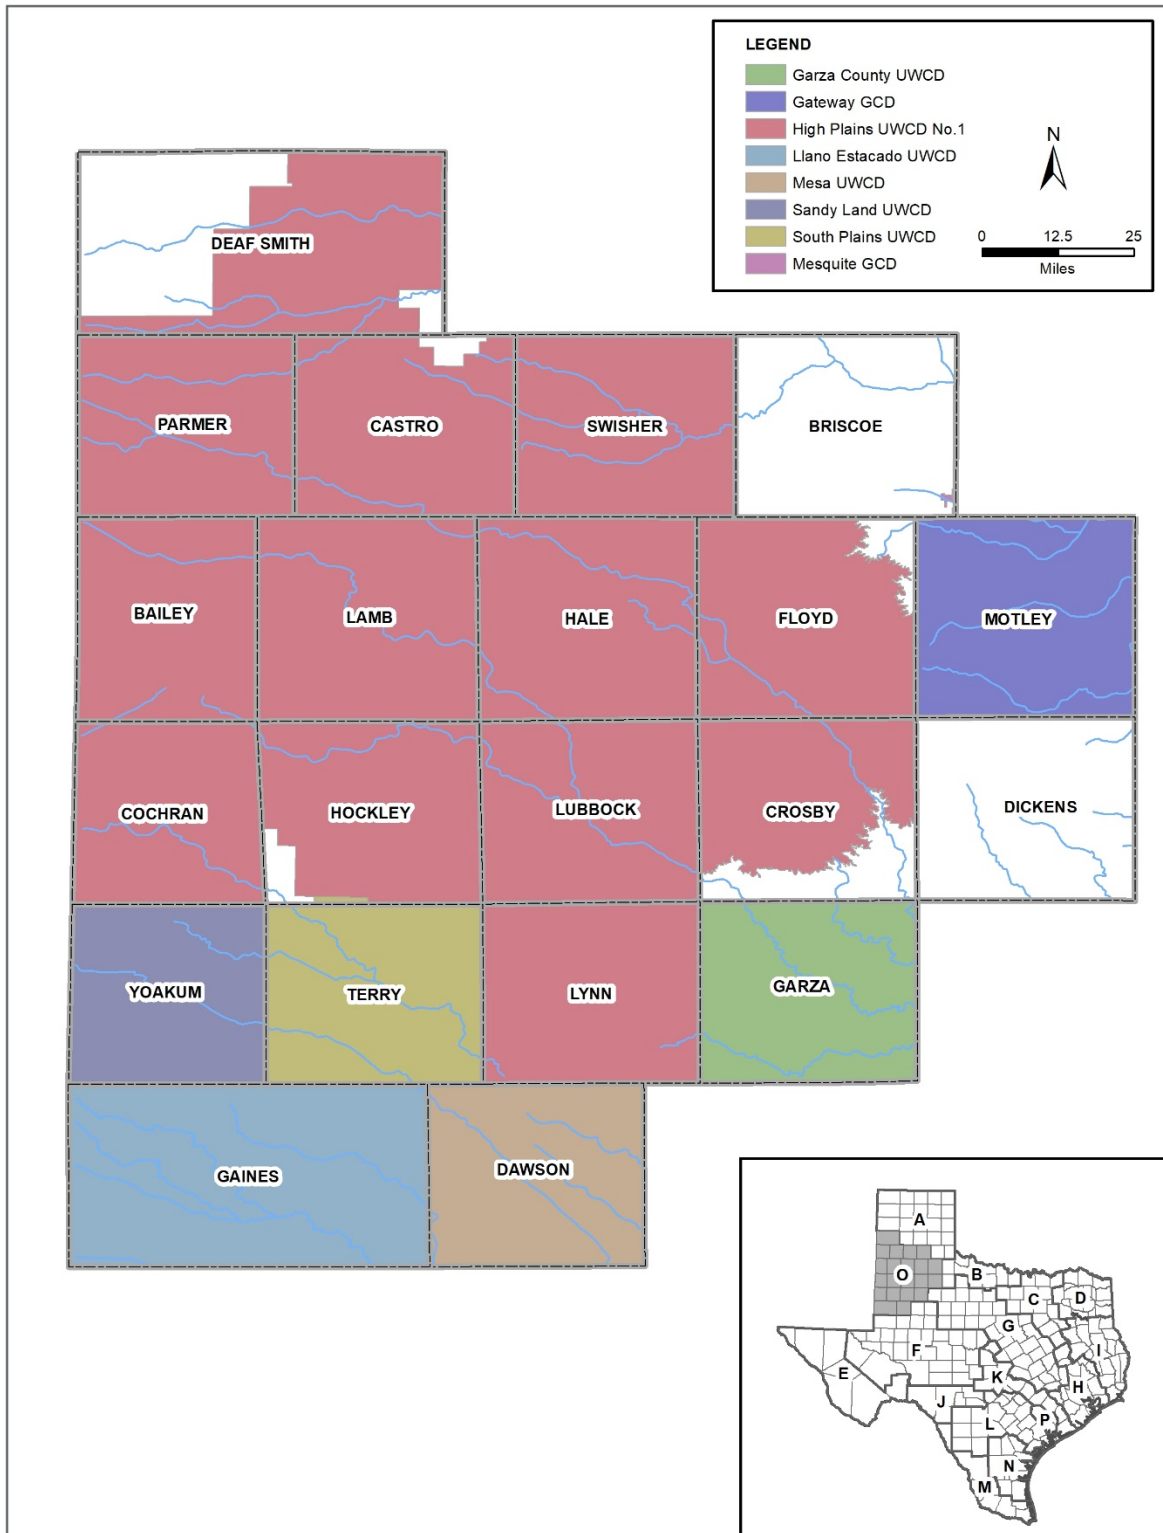 LEGEND
Garza County UWCD
Gateway GCD
High Plains UWCD No.1
Llano Estacado UWCD
Mesa UWCD
Sandy Land UWCD
South Plains UWCD
Mesquite GCD
N
0 12.5 25
Miles
DEAF SMITH
PARMER CASTRO SWISHER BRISCOE
BAILEY LAMB HALE FLOYD MOTLEY
COCHRAN HOCKLEY LUBBOCK CROSBY DICKENS
YOAKUM TERRY LYNN GARZA
GAINES DAWSON
A
O B
C D
G
F I
E K H
J
L P
N
M